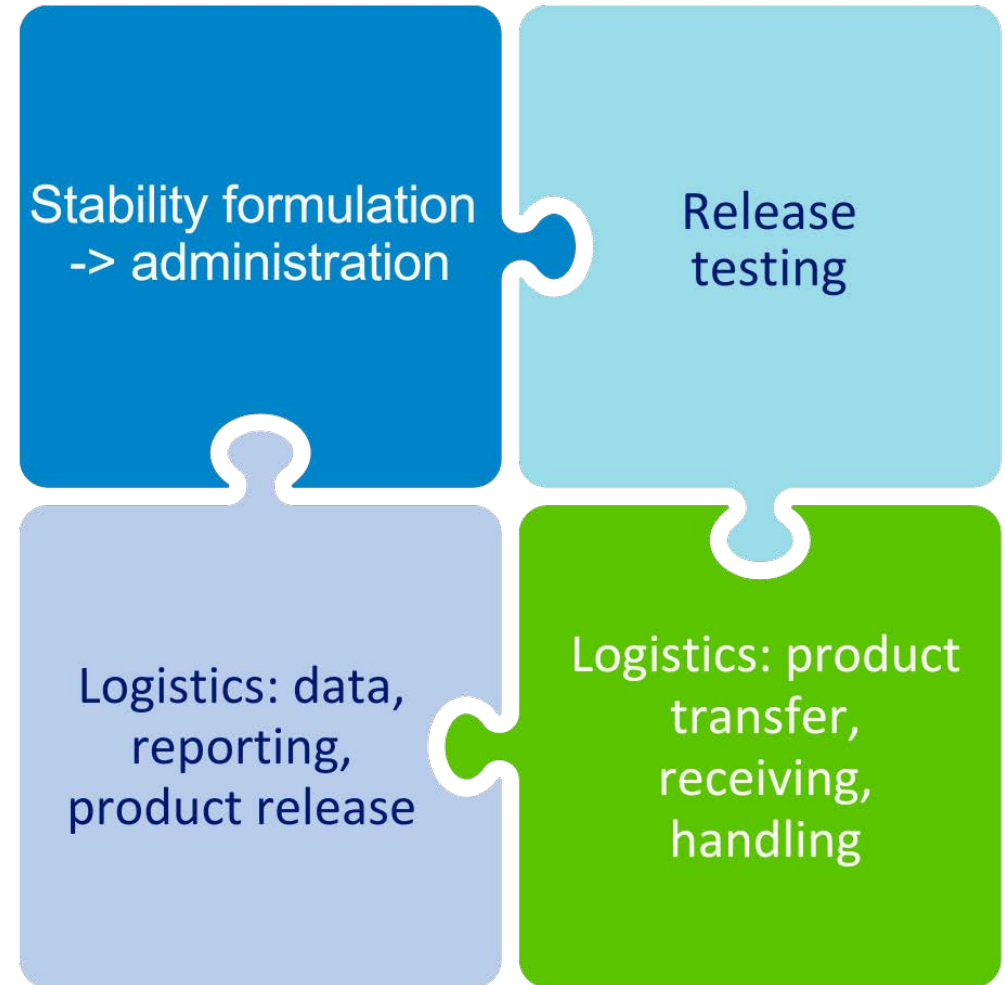 Stability formulation
-> administration
Release
testing
Logistics: data,
reporting,
product release
Logistics: product
transfer,
receiving,
handling